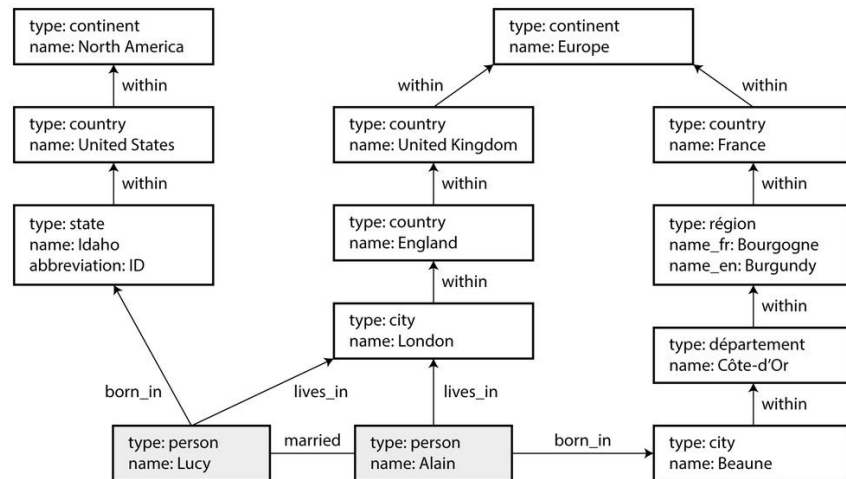 type: continent
name: North America
type: continent
name: Europe
within
within
within
type: country
name: United States
type: country
name: United Kingdom
type: country
name: France
within
within
within
type: state
name: Idaho
abbreviation: ID
type: country
name: England
type: région
name_fr: Bourgogne
name_en: Burgundy
within
within
type: city
name: London
type: département
name: Côte-d'Or
born_in
lives_in
lives_in
within
type: person
name: Lucy
married
type: person
name: Alain
born_in
type: city
name: Beaune